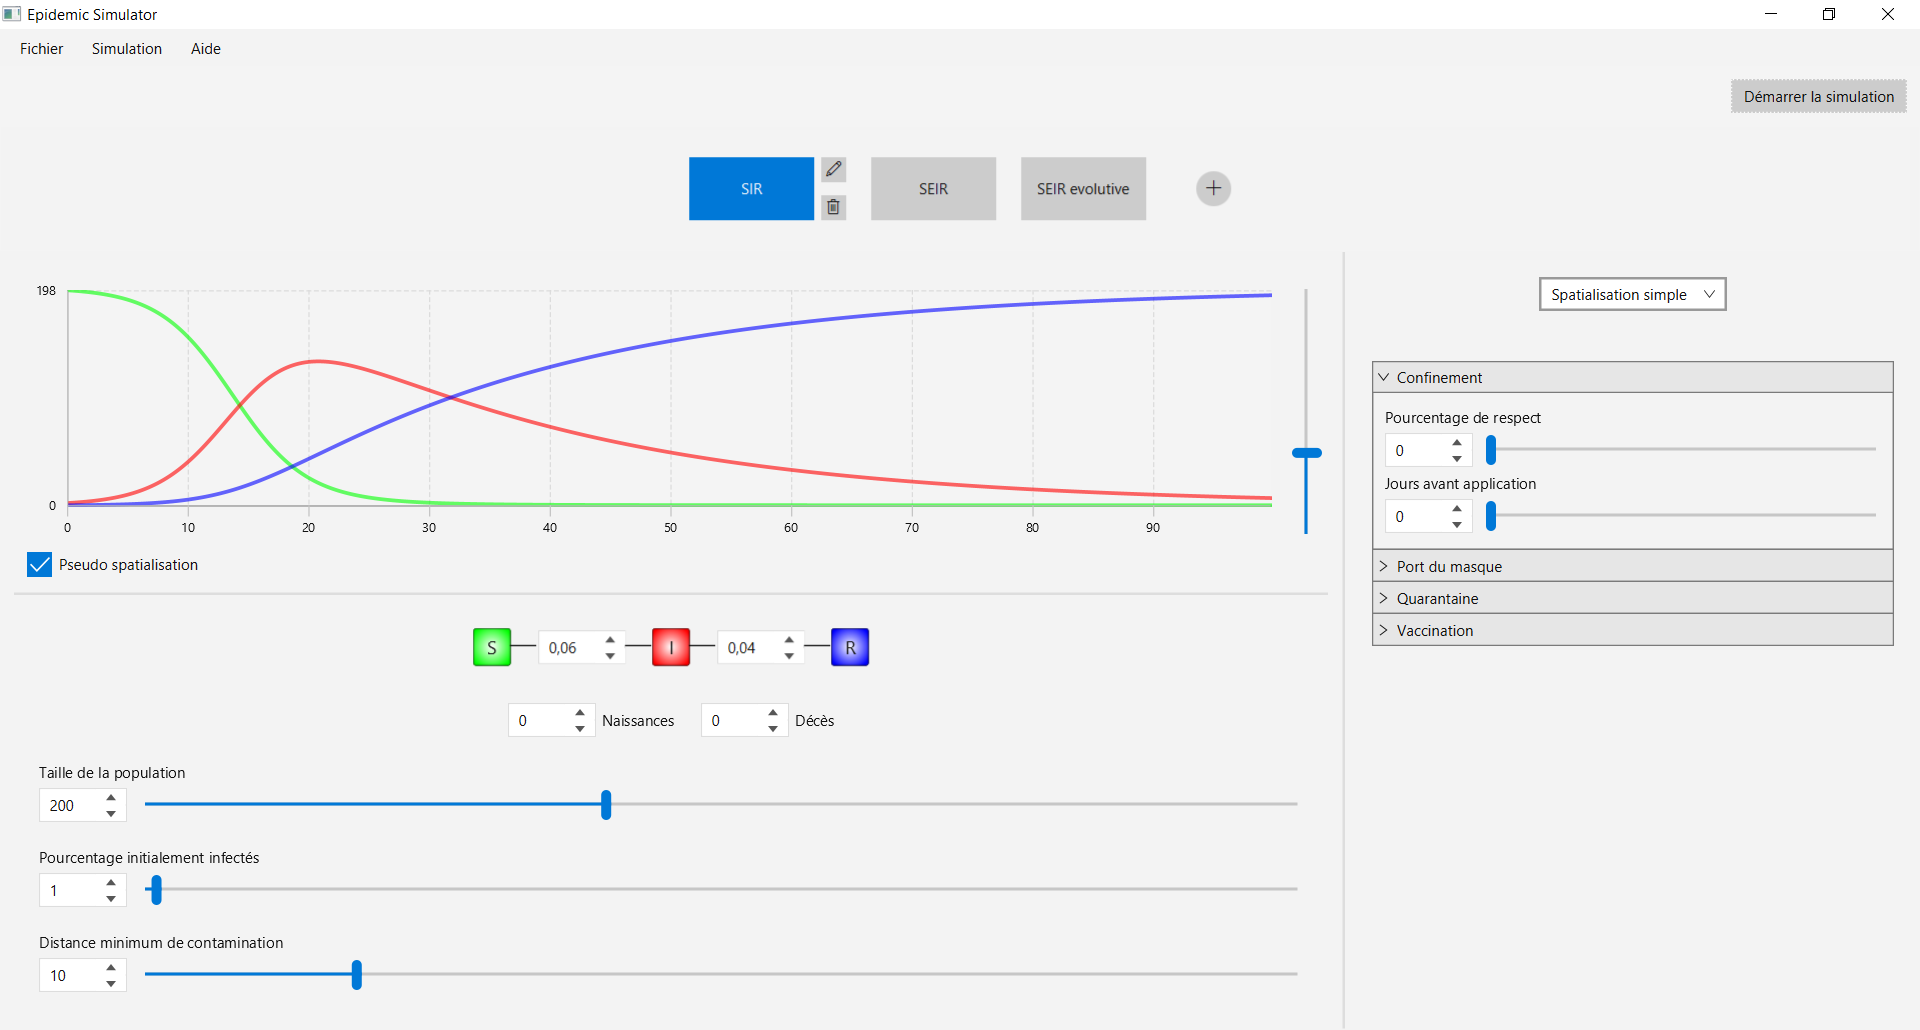 Epidemic Simulator
Fichier Simulation Aide
Démarrer la simulation
SIR SEIR SEIR evolutive
198
0
0 10 20 30 40 50 60 70 80 90
Pseudo spatialisation
S 0,06 I 0,04 R
0 Naissances 0 Décès
Taille de la population
200
Pourcentage initialement infectés
1
Distance minimum de contamination
10
Spatialisation simple
Confinement
Pourcentage de respect
0
Jours avant application
0
Port du masque
Quarantaine
Vaccination